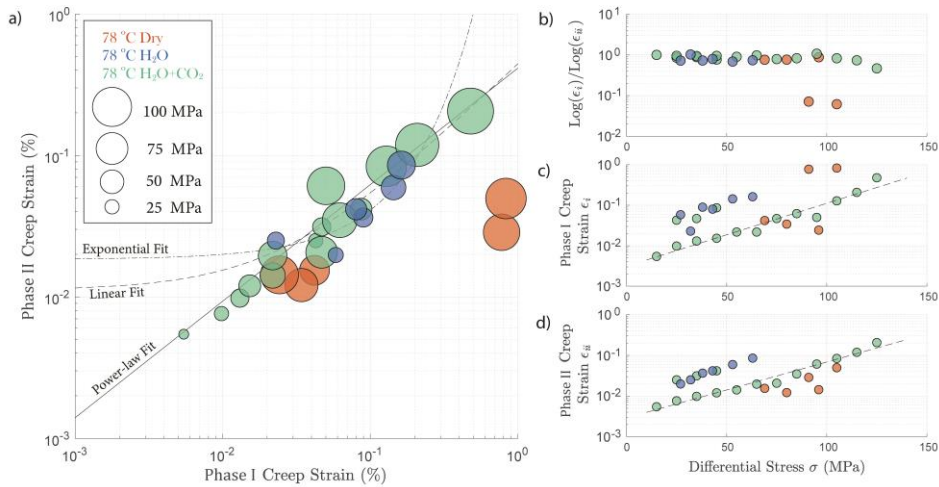 a)
78 °C Dry
78 °C H₂O
78 °C H₂O+CO₂
100 MPa
75 MPa
50 MPa
25 MPa
Exponential Fit
Linear Fit
Power-law Fit
Phase II Creep Strain (%)
10⁰
10⁻¹
10⁻²
10⁻³
10⁻³ 10⁻² 10⁻¹ 10⁰
Phase I Creep Strain (%)
b)
Log(ϵᵢ)/Log(ϵᵢᵢ)
10¹
10⁰
10⁻¹
10⁻²
0 50 100 150
c)
Phase I Creep
Strain ϵᵢ
10⁰
10⁻¹
10⁻²
10⁻³
0 50 100 150
d)
Phase II Creep
Strain ϵᵢᵢ
10⁰
10⁻¹
10⁻²
10⁻³
0 50 100 150
Differential Stress σ (MPa)